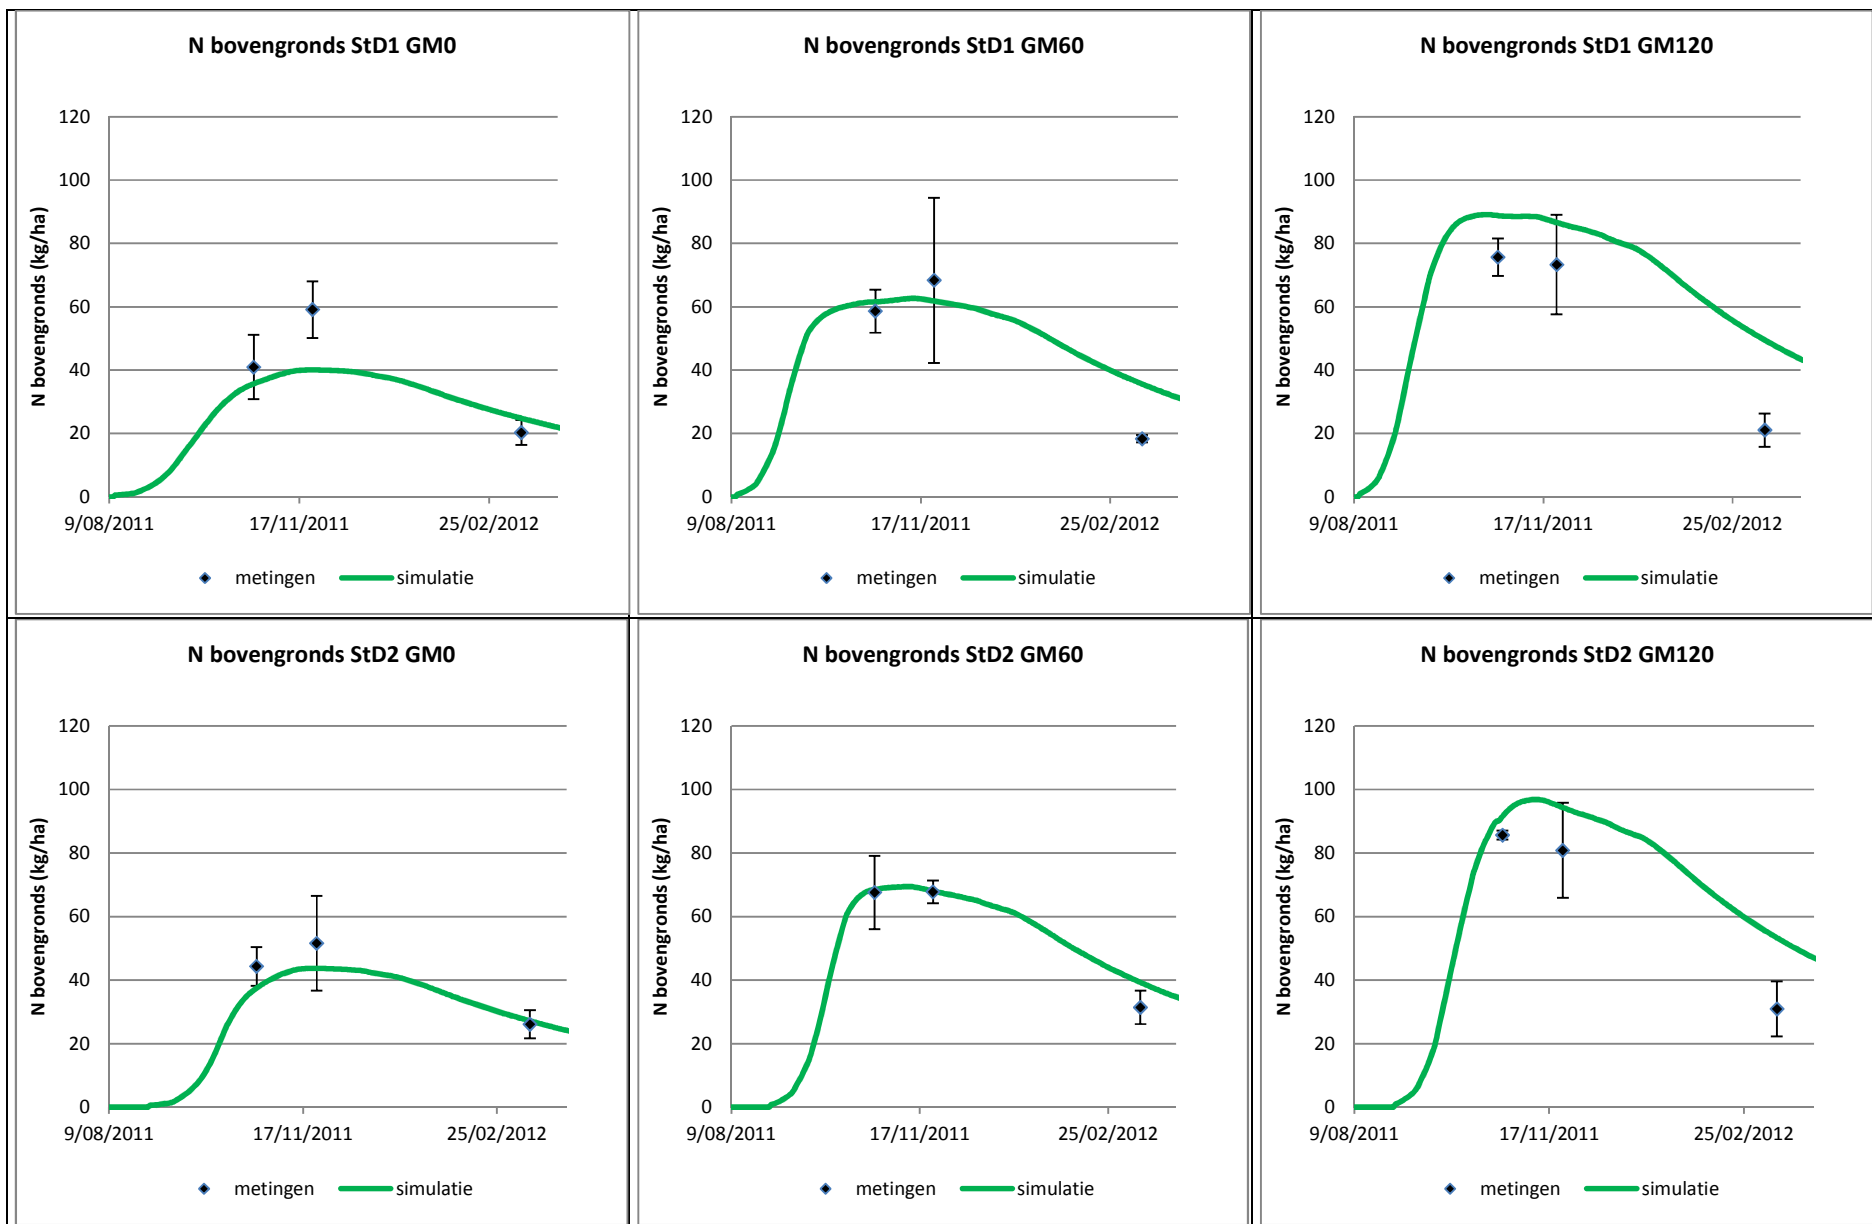 N bovengronds StD1 GM0
N bovengronds (kg/ha)
120
100
80
60
40
20
0
9/08/2011 17/11/2011 25/02/2012
metingen simulatie
N bovengronds StD1 GM60
N bovengronds (kg/ha)
120
100
80
60
40
20
0
9/08/2011 17/11/2011 25/02/2012
metingen simulatie
N bovengronds StD1 GM120
N bovengronds (kg/ha)
120
100
80
60
40
20
0
9/08/2011 17/11/2011 25/02/2012
metingen simulatie
N bovengronds StD2 GM0
N bovengronds (kg/ha)
120
100
80
60
40
20
0
9/08/2011 17/11/2011 25/02/2012
metingen simulatie
N bovengronds StD2 GM60
N bovengronds (kg/ha)
120
100
80
60
40
20
0
9/08/2011 17/11/2011 25/02/2012
metingen simulatie
N bovengronds StD2 GM120
N bovengronds (kg/ha)
120
100
80
60
40
20
0
9/08/2011 17/11/2011 25/02/2012
metingen simulatie